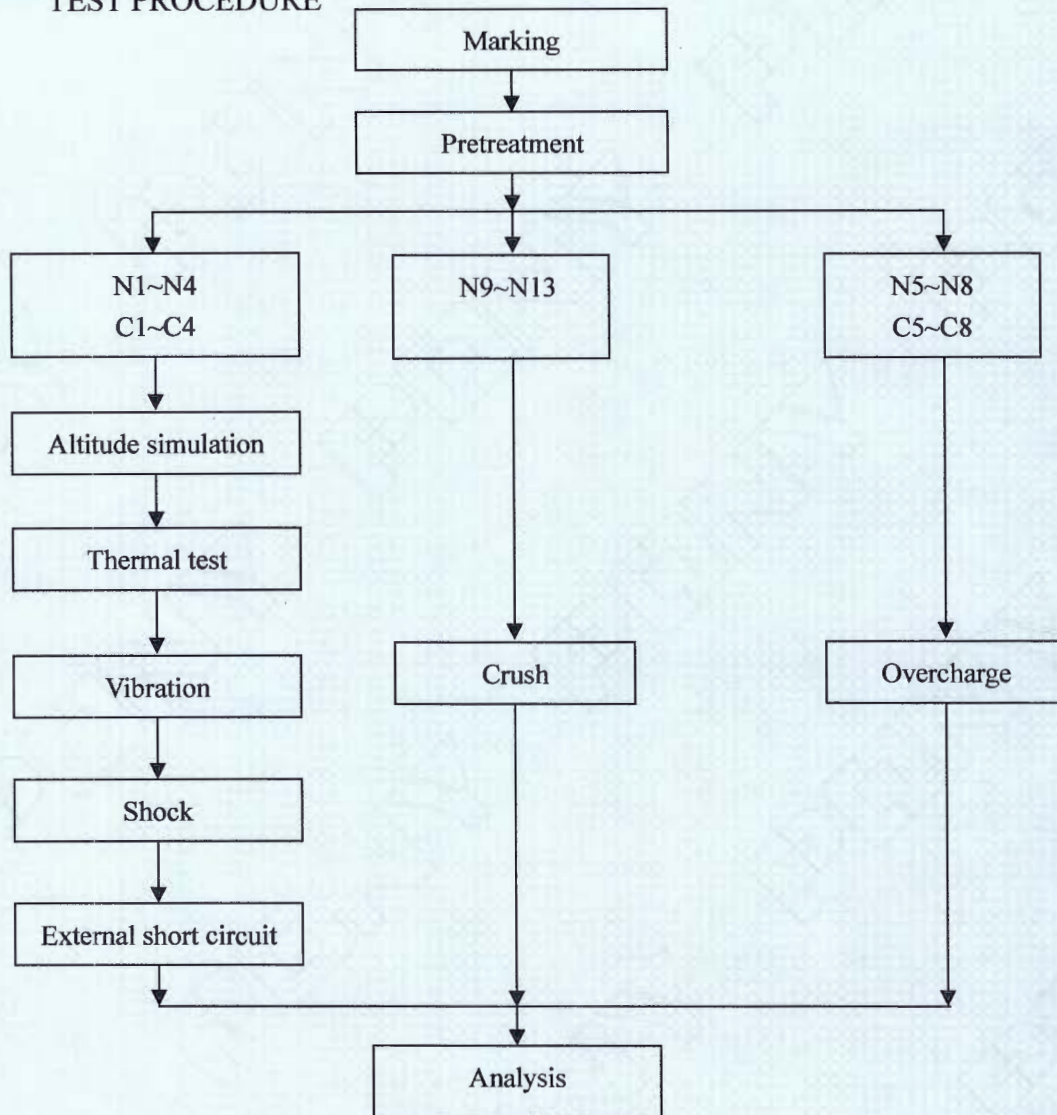 TEST PROCEDURE
Marking
Pretreatment
N1~N4
C1~C4
N9~N13
N5~N8
C5~C8
Altitude simulation
Thermal test
Vibration
Crush
Overcharge
Shock
External short circuit
Analysis